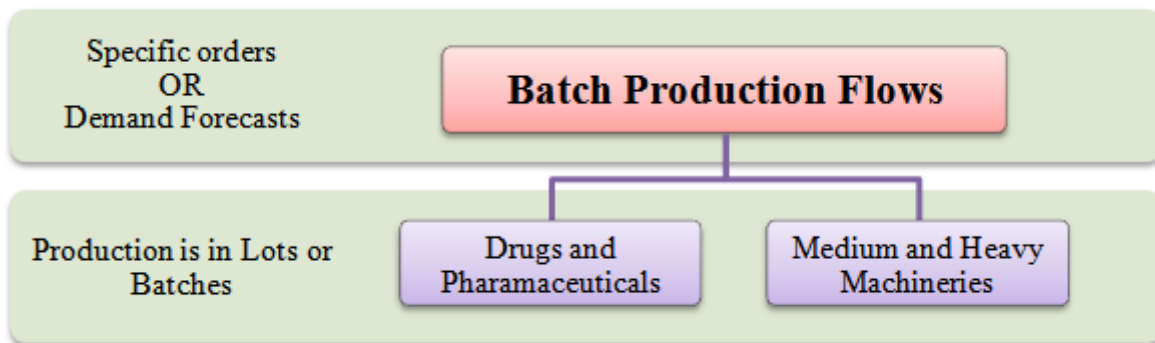 Specific orders
OR
Demand Forecasts
Batch Production Flows
Production is in Lots or
Batches
Drugs and
Pharamaceuticals
Medium and Heavy
Machineries